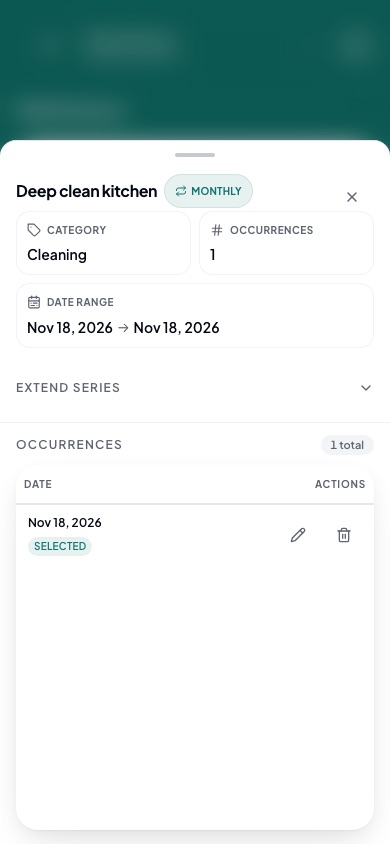 Deep clean kitchen MONTHLY
CATEGORY
Cleaning
OCCURRENCES
1
DATE RANGE
Nov 18, 2026 → Nov 18, 2026
EXTEND SERIES
OCCURRENCES 1 total
DATE ACTIONS
Nov 18, 2026
SELECTED